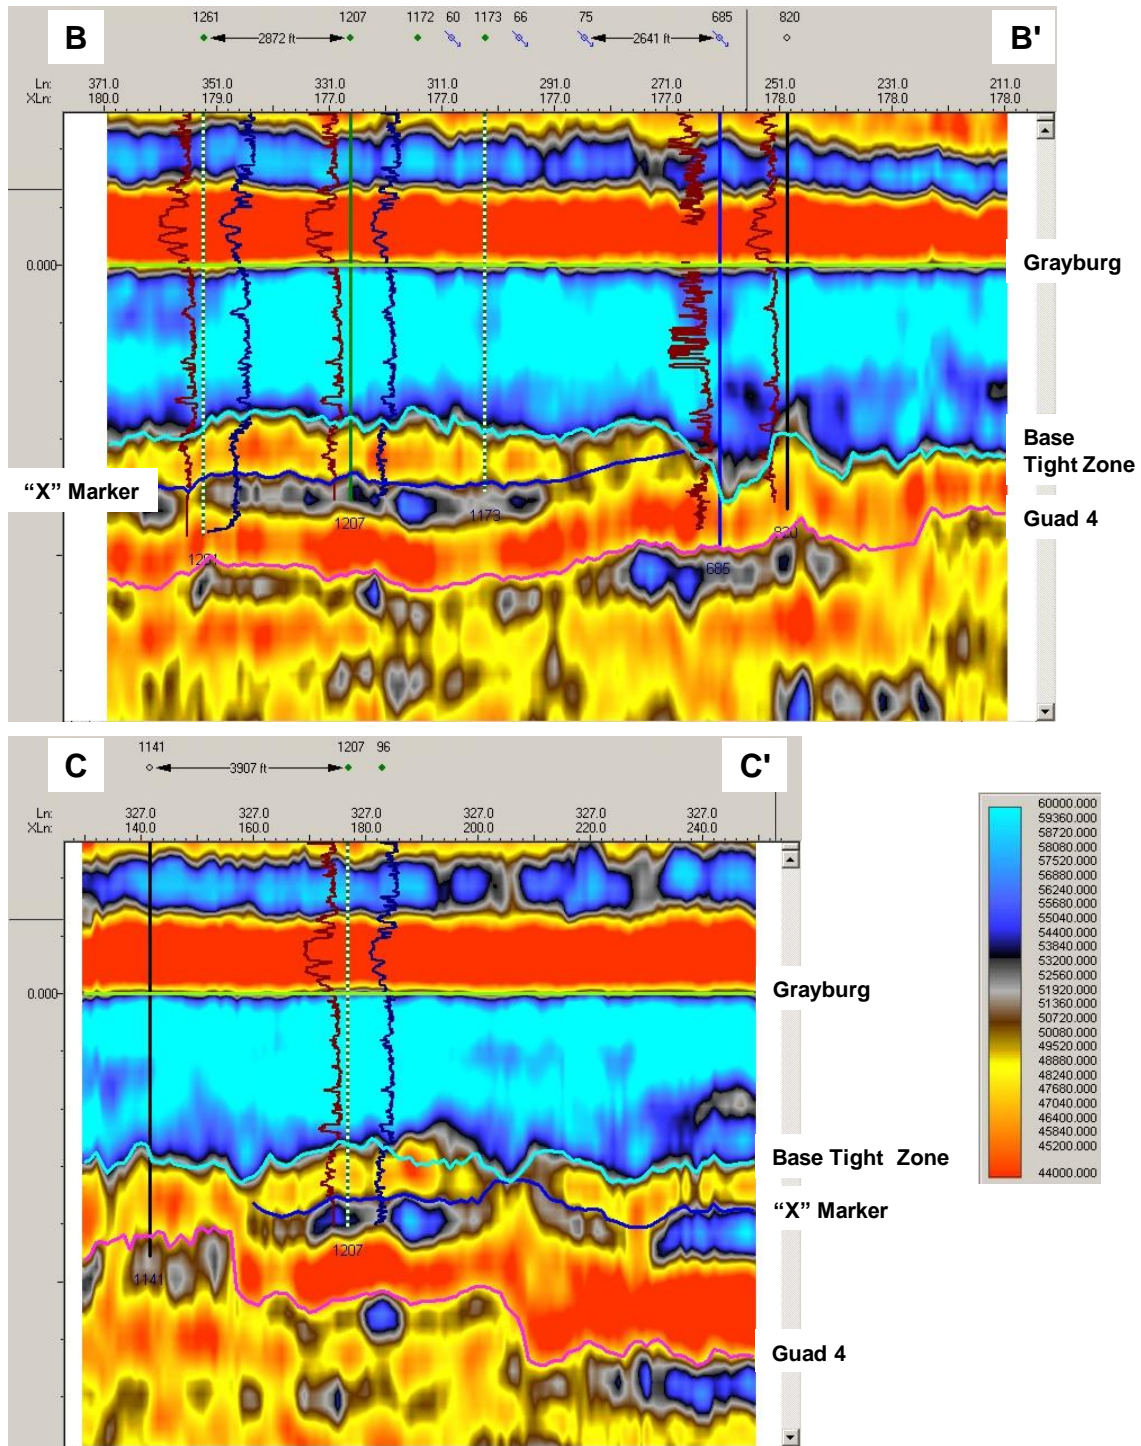 B
B'
1261 1207 1172 60 1173 66 75 685 820
2872 ft 2641 ft
Ln: 371.0 351.0 331.0 311.0 291.0 271.0 251.0 231.0 211.0
XLn: 180.0 179.0 177.0 177.0 177.0 177.0 178.0 178.0 178.0
0.000
Grayburg
Base
Tight Zone
"X" Marker
Guad 4
1207
1173
820
1261
685
C
C'
1141 1207 96
3907 ft
Ln: 327.0 327.0 327.0 327.0 327.0 327.0
XLn: 140.0 160.0 180.0 200.0 220.0 240.0
0.000
Grayburg
Base Tight Zone
"X" Marker
Guad 4
1207
1141
60000.000
59360.000
58720.000
58080.000
57520.000
56880.000
56240.000
55680.000
55040.000
54400.000
53840.000
53200.000
52560.000
51920.000
51360.000
50720.000
50080.000
49520.000
48880.000
48240.000
47680.000
47040.000
46400.000
45840.000
45200.000
44000.000